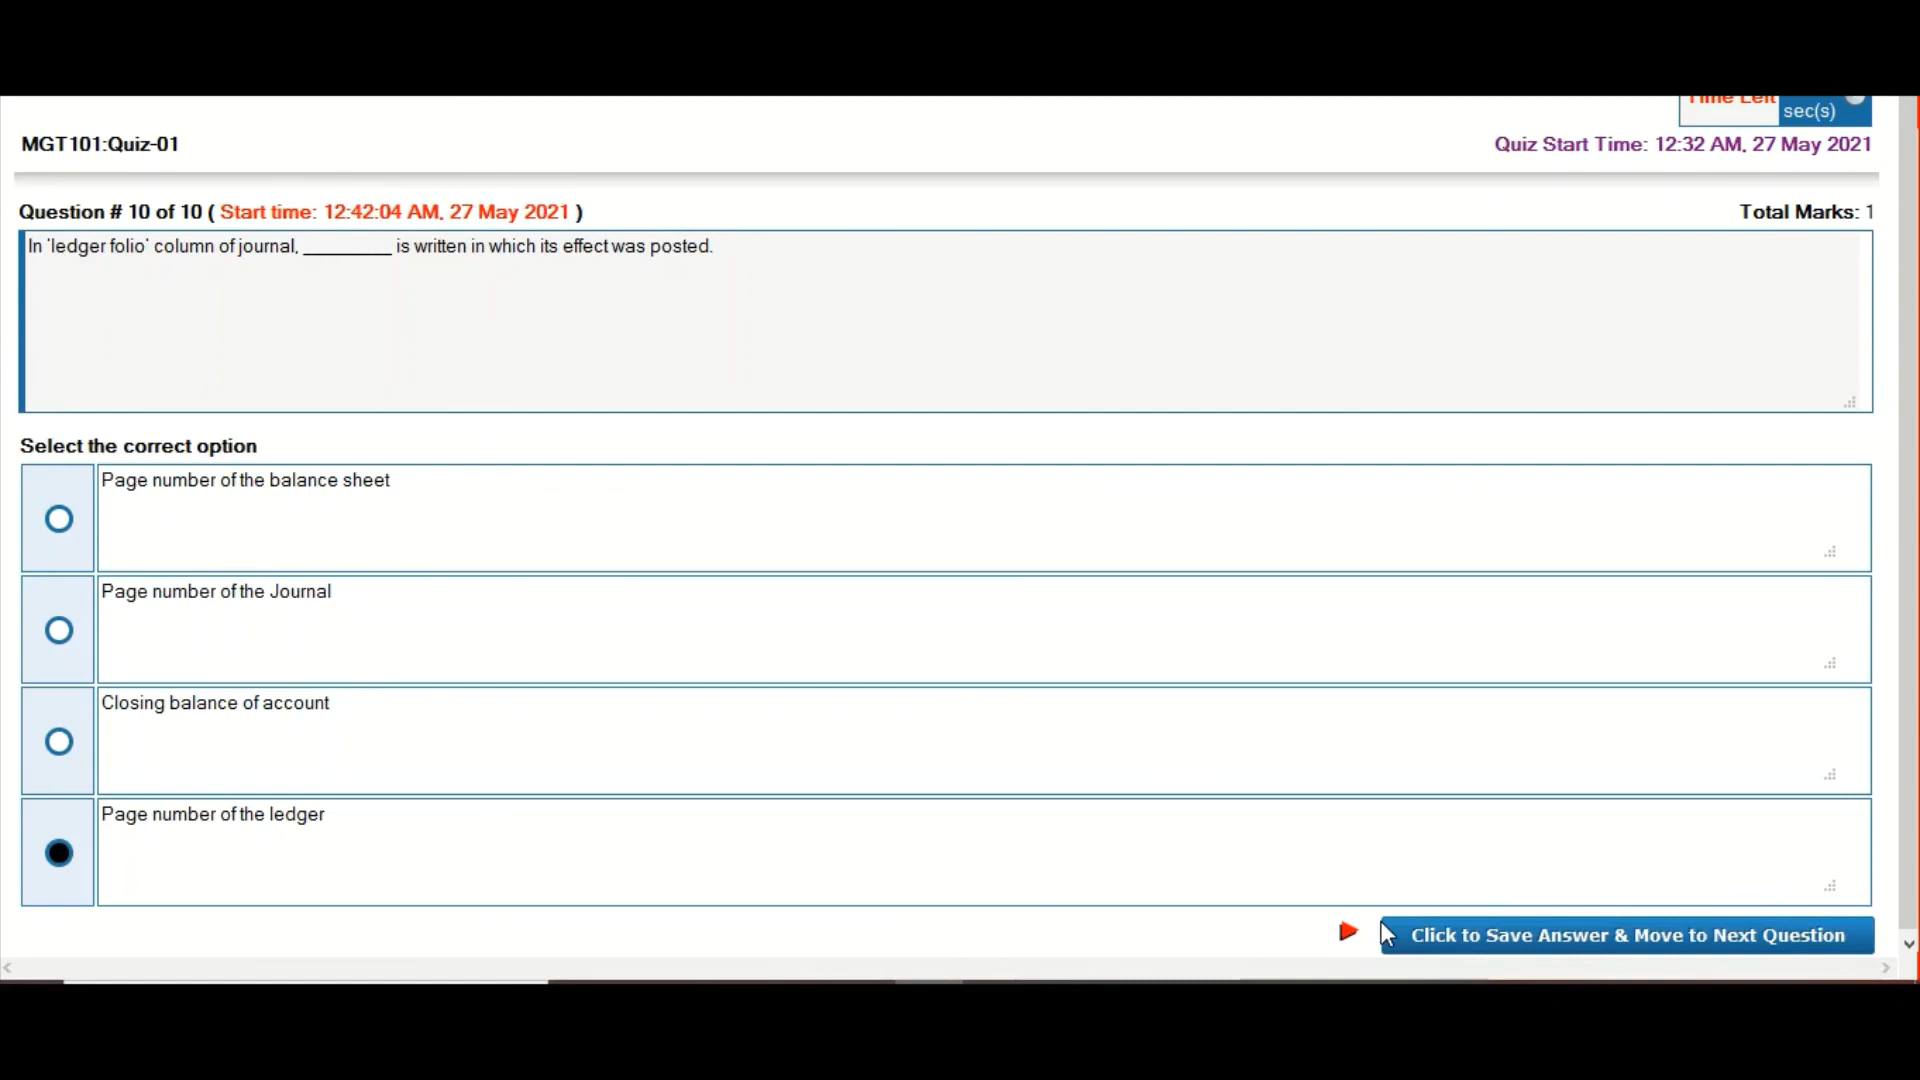 Time Left
sec(s)
MGT101:Quiz-01
Quiz Start Time: 12:32 AM, 27 May 2021
Question # 10 of 10 ( Start time: 12:42:04 AM, 27 May 2021 )
Total Marks: 1
In 'ledger folio' column of journal, _________ is written in which its effect was posted.
Select the correct option
Page number of the balance sheet
Page number of the Journal
Closing balance of account
Page number of the ledger
Click to Save Answer & Move to Next Question